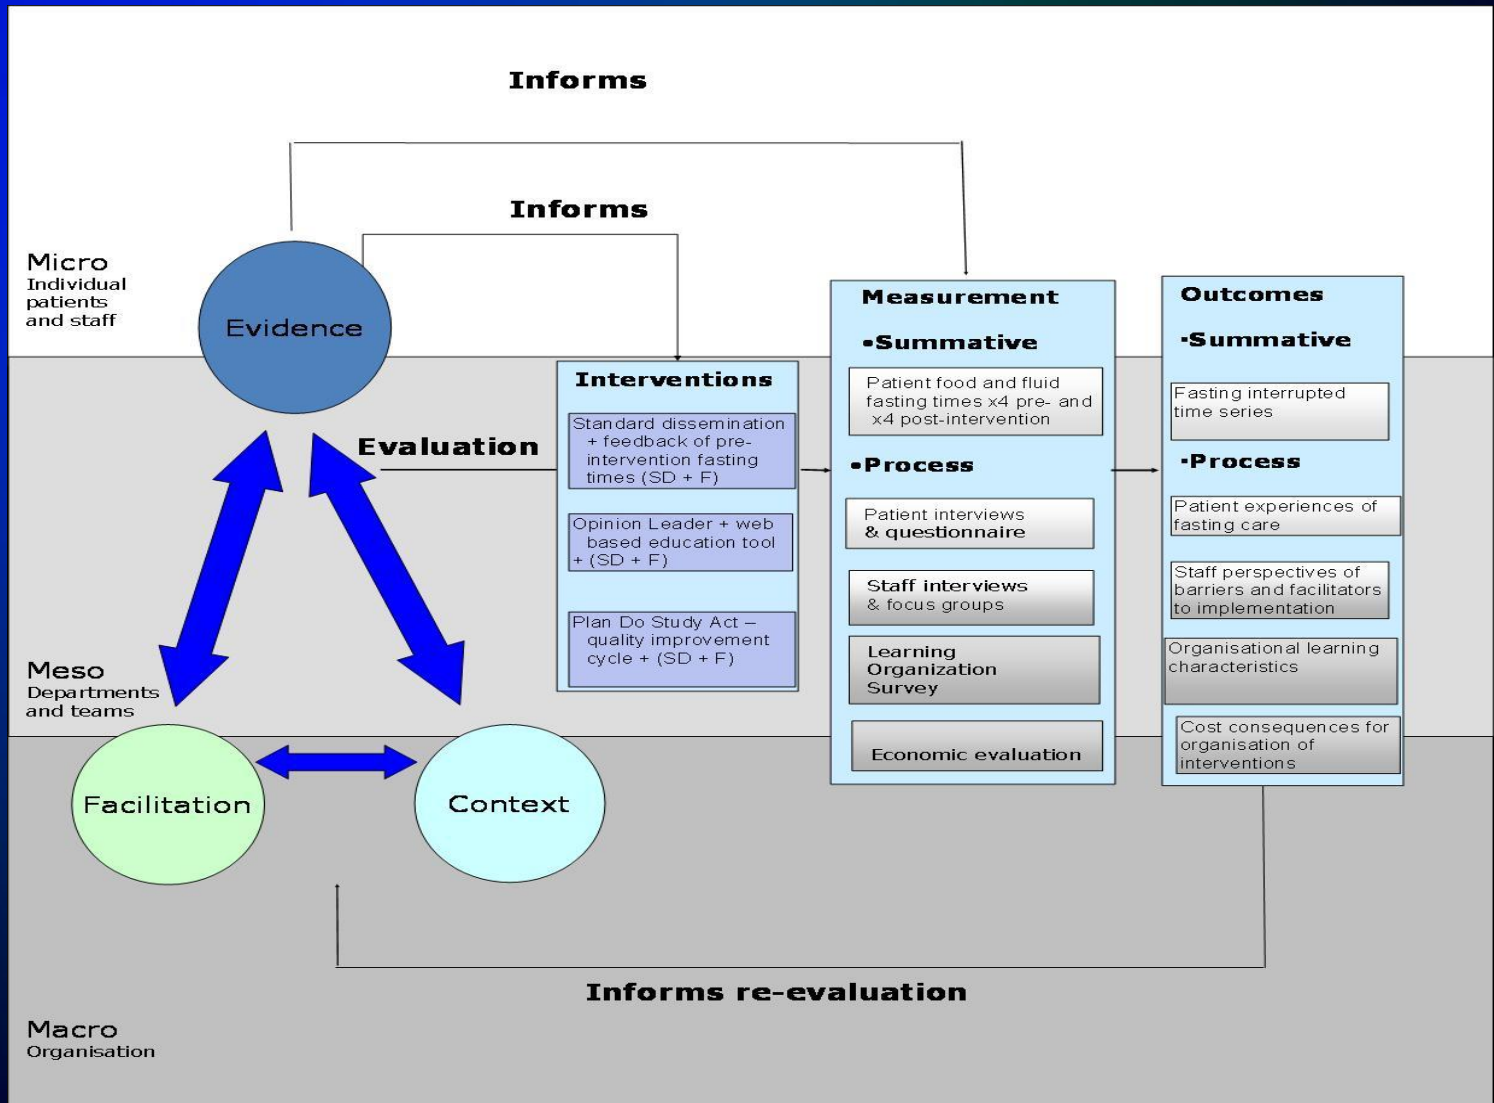 Informs
Informs
Micro
Individual
patients
and staff
Evidence
Evaluation
Meso
Departments
and teams
Facilitation
Context
Interventions
Standard dissemination
+ feedback of pre-
intervention fasting
times (SD + F)
Opinion Leader + web
based education tool
+ (SD + F)
Plan Do Study Act –
quality improvement
cycle + (SD + F)
Measurement
•Summative
Patient food and fluid
fasting times x4 pre- and
x4 post-intervention
•Process
Patient interviews
& questionnaire
Staff interviews
& focus groups
Learning
Organization
Survey
Economic evaluation
Outcomes
•Summative
Fasting interrupted
time series
•Process
Patient experiences of
fasting care
Staff perspectives of
barriers and facilitators
to implementation
Organisational learning
characteristics
Cost consequences for
organisation of
interventions
Informs re-evaluation
Macro
Organisation